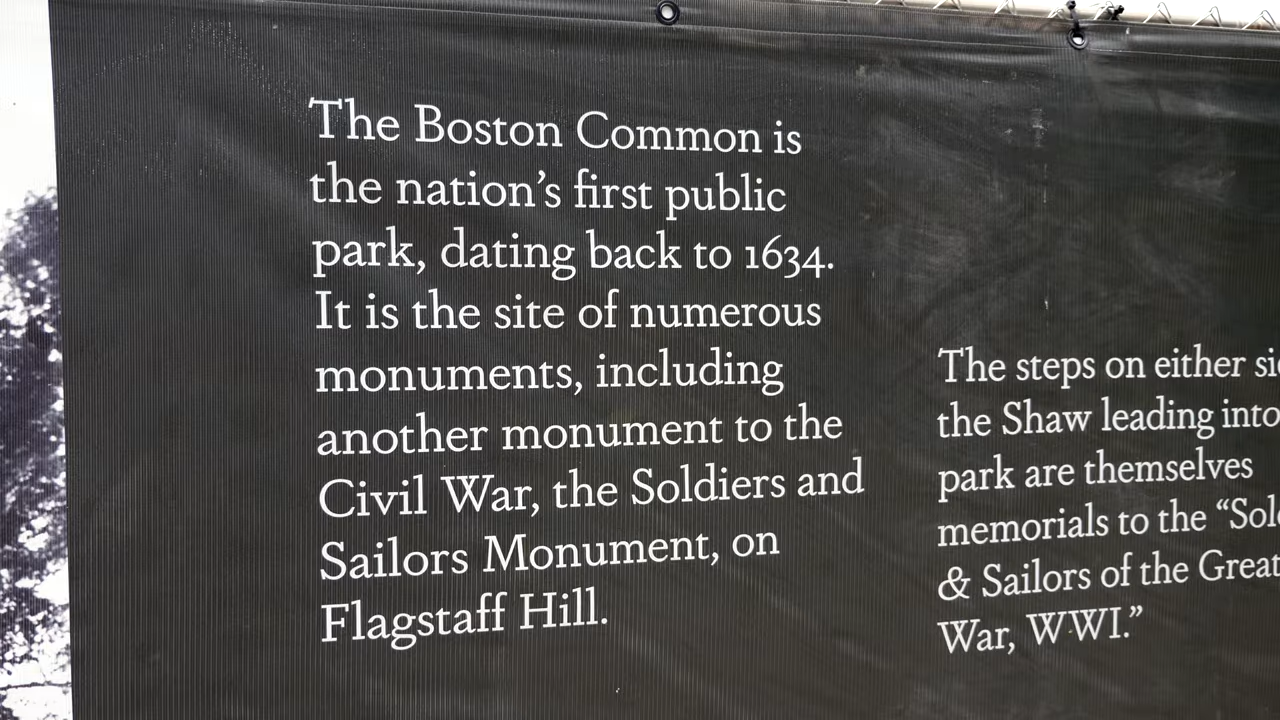 The Boston Common is
the nation’s first public
park, dating back to 1634.
It is the site of numerous
monuments, including
another monument to the
Civil War, the Soldiers and
Sailors Monument, on
Flagstaff Hill.
The steps on either
the Shaw leading into
park are themselves
memorials to the
& Sailors of the Great
War, WWI.”